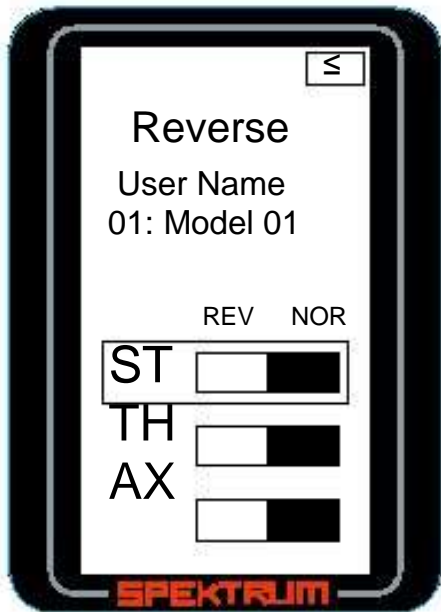 ≤
Reverse
User Name
01: Model 01
REV NOR
ST
TH
AX
SPEKTRUM